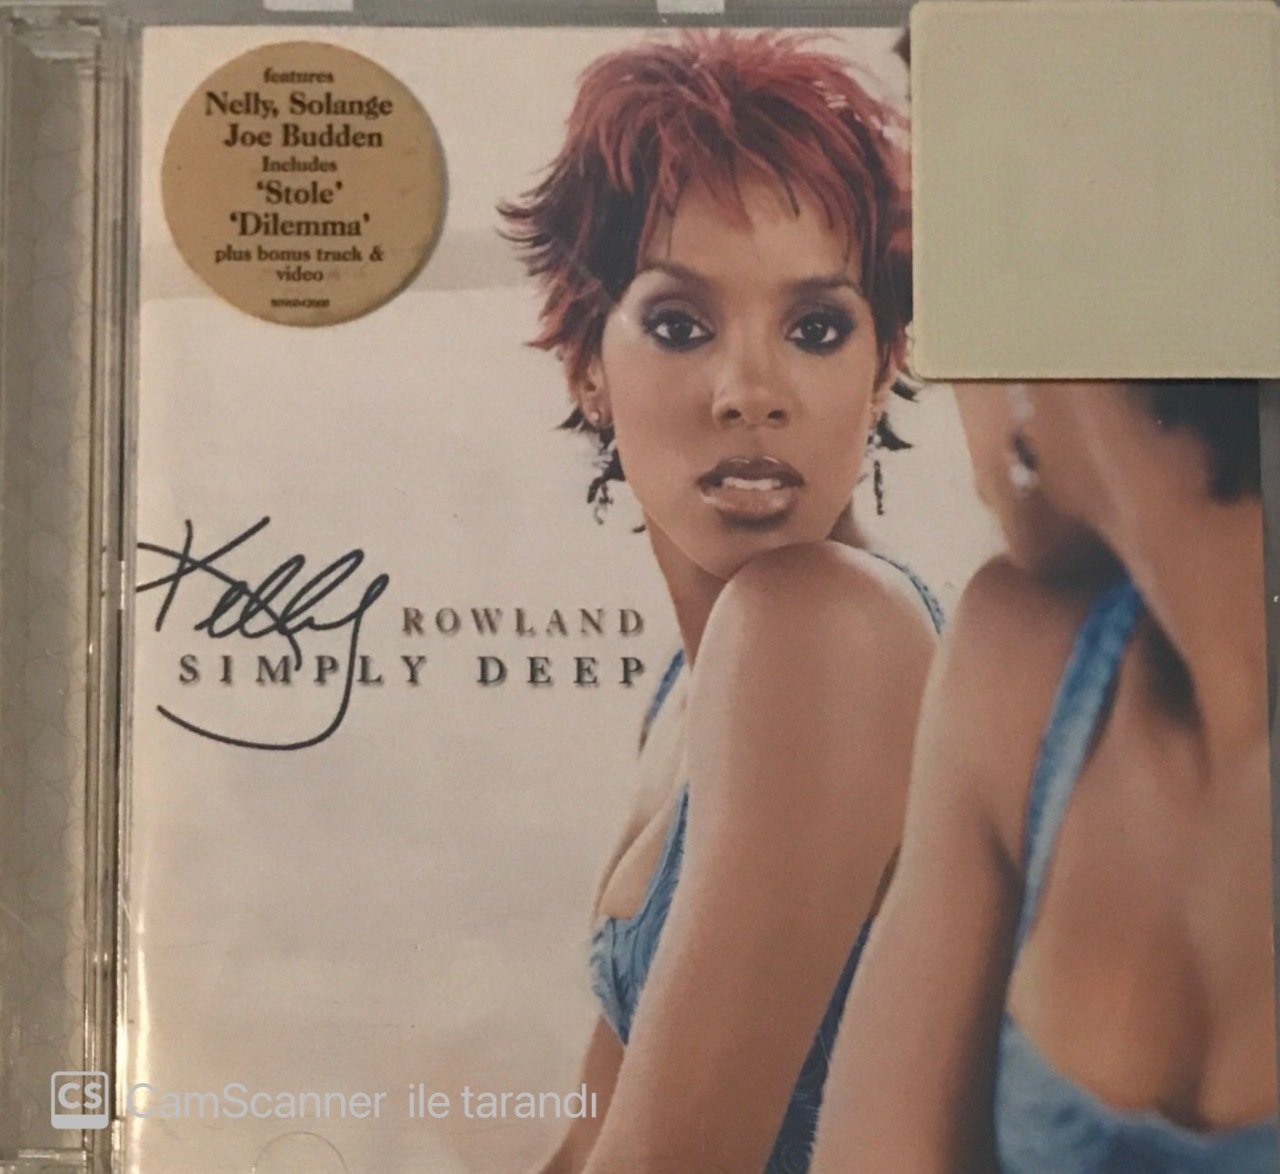 features
Nelly, Solange
Joe Budden
Includes
'Stole'
'Dilemma'
plus bonus track &
video
Kelly ROWLAND
SIMPLY DEEP
CS CamScanner ile tarandı